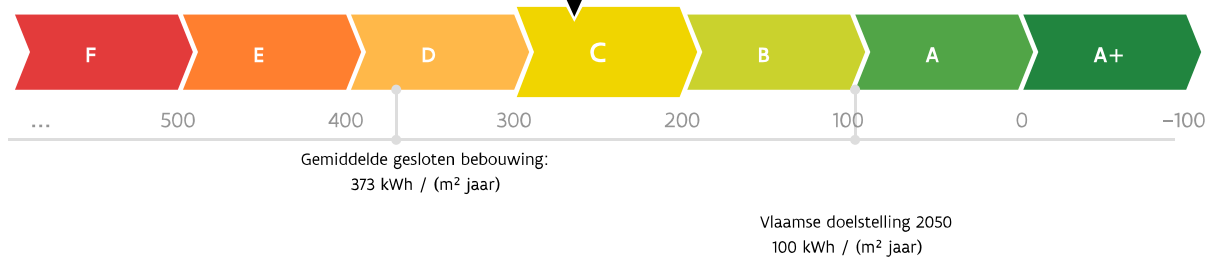 F E D C B A A+
... 500 400 300 200 100 0 –100
Gemiddelde gesloten bebouwing:
373 kWh / (m² jaar)
Vlaamse doelstelling 2050
100 kWh / (m² jaar)